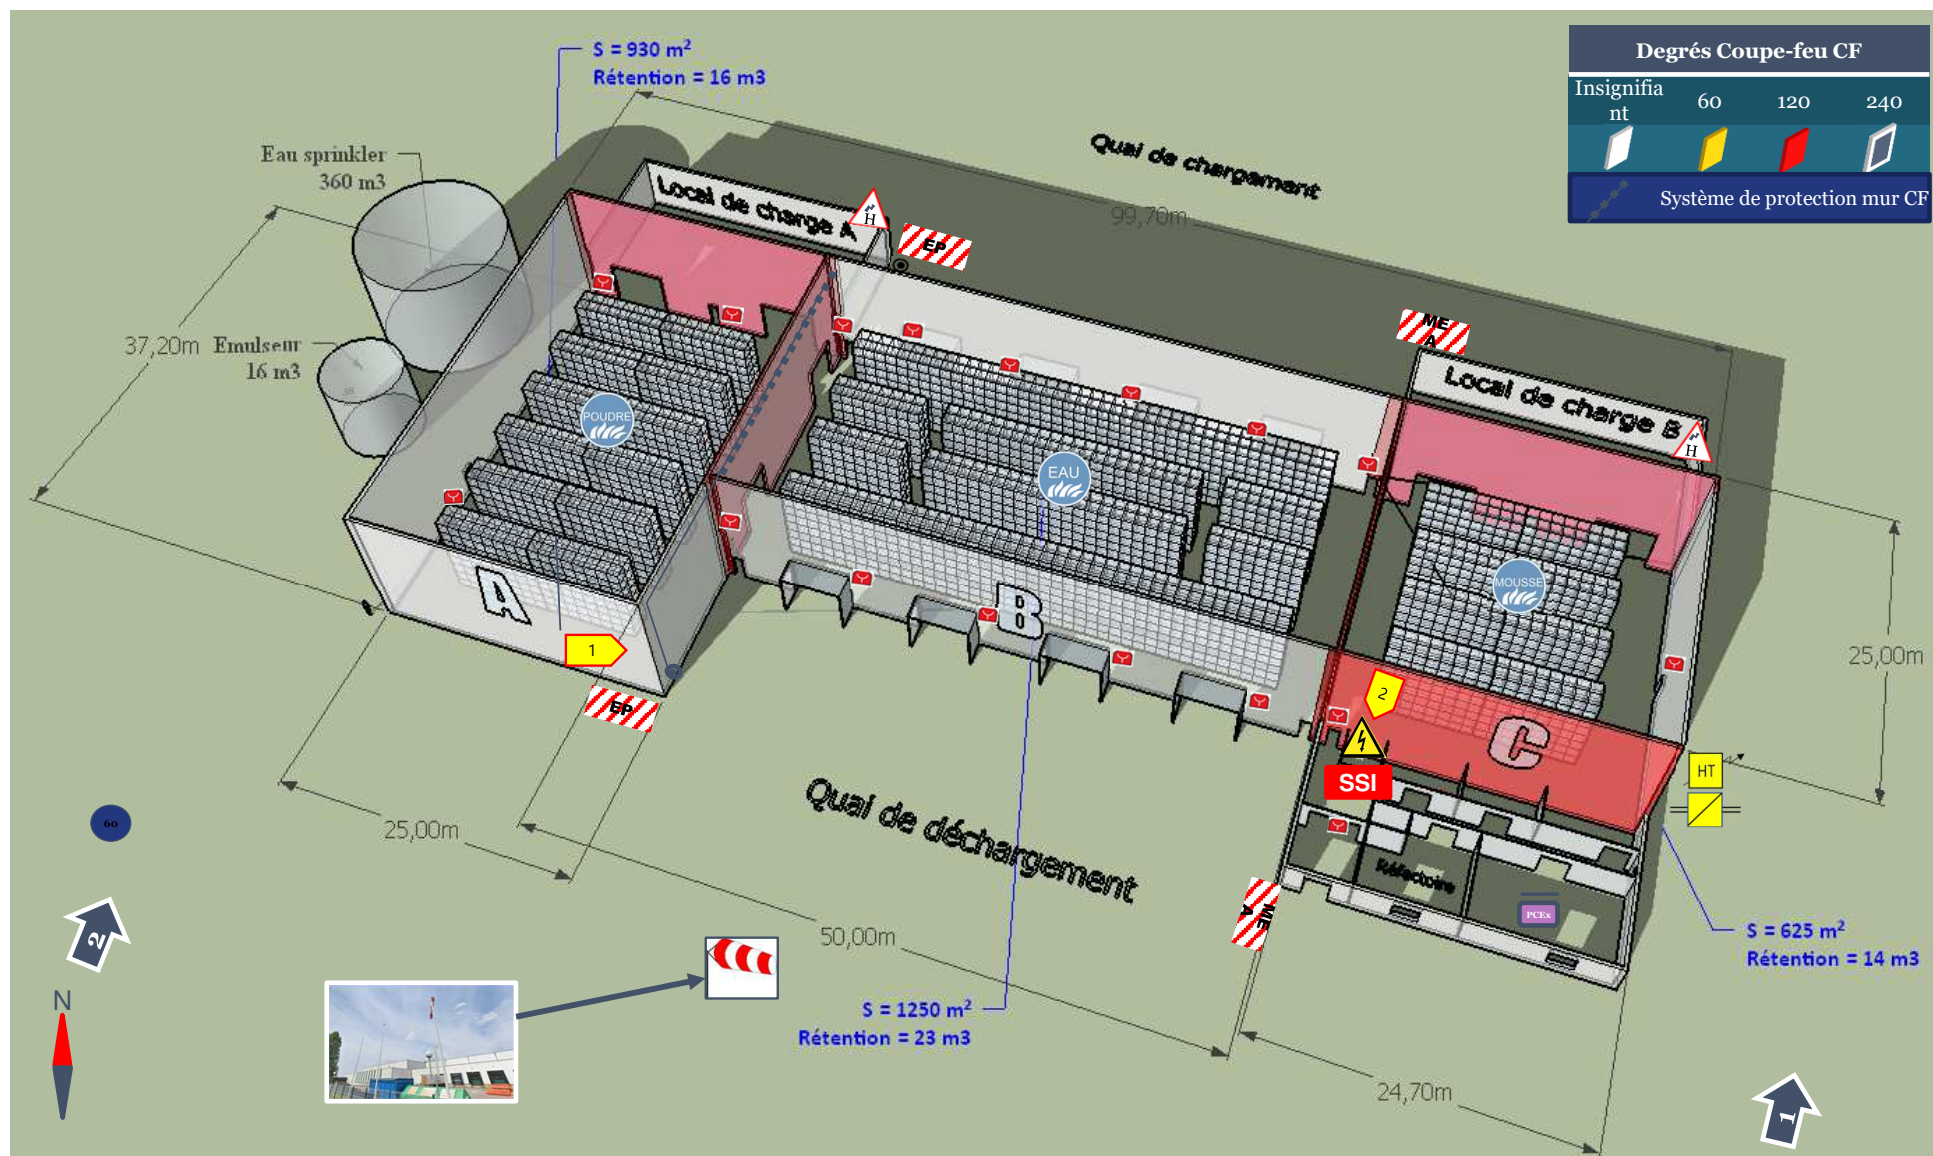 S = 930 m²
Rétention = 16 m3
Degrés Coupe-feu CF
Insignifia
nt
60
120
240
Système de protection mur CF
Quai de chargement
99,70m
Eau sprinkler
360 m3
Local de charge A
H
EP
37,20m
Emulseur
16 m3
ME
A
Local de charge B
H
POUDRE
EAU
MOUSSE
A
B
C
1
2
EP
SSI
HT
25,00m
60
25,00m
Quai de déchargement
Réfectoire
PCEx
ME
A
50,00m
S = 625 m²
Rétention = 14 m3
2
N
S = 1250 m²
Rétention = 23 m3
24,70m
1